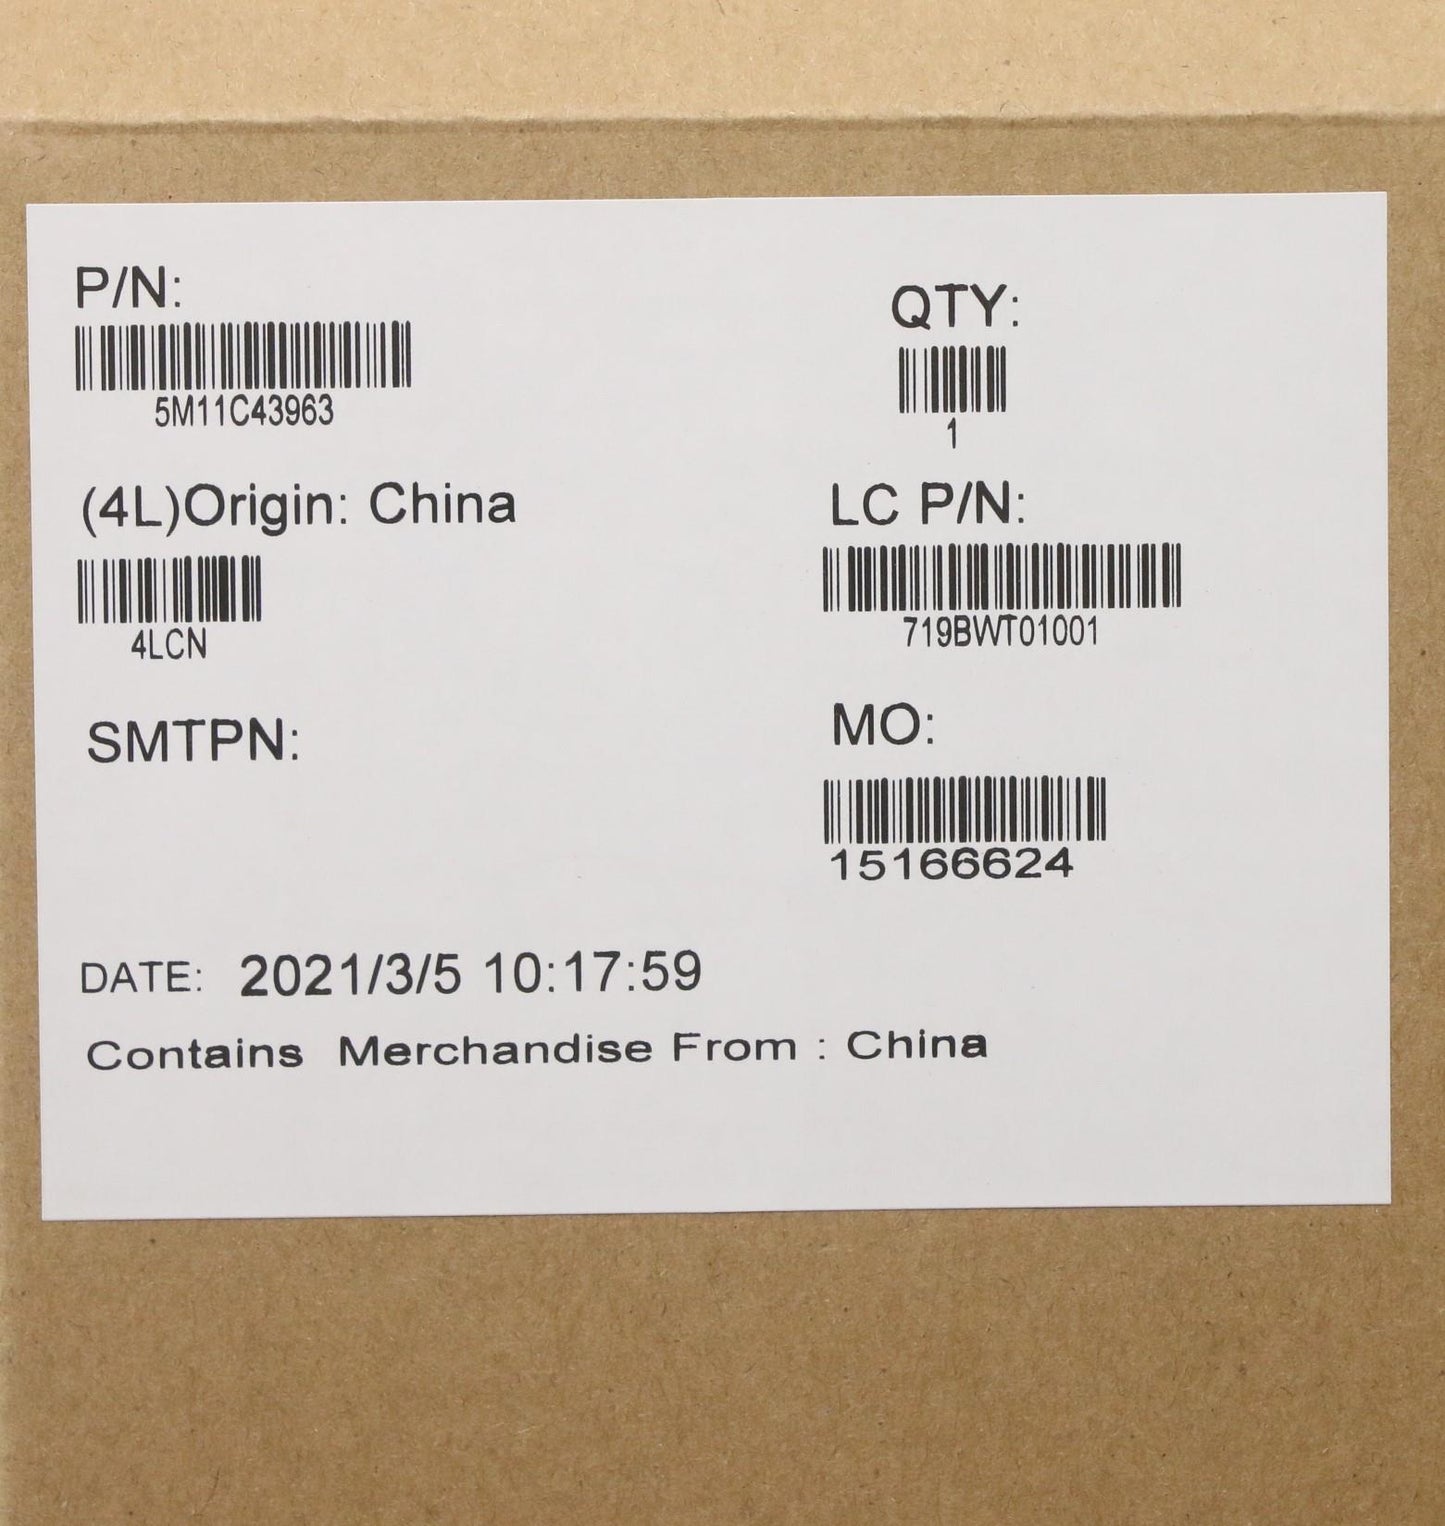 P/N:
5M11C43963
QTY:
1
(4L)Origin: China
4LCN
LC P/N:
719BWT01001
SMTPN:
MO:
15166624
DATE: 2021/3/5 10:17:59
Contains Merchandise From : China